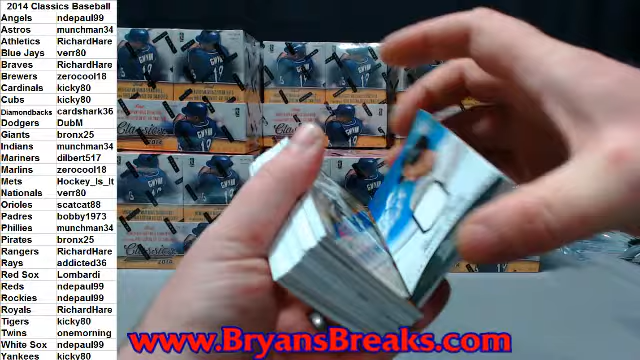 2014 Classics Baseball
Angels ndepaul99
Astros munchman34
Athletics RichardHare
Blue Jays verr80
Braves RichardHare
Brewers zerocool18
Cardinals kicky80
Cubs kicky80
Diamondbacks cardshark36
Dodgers DubM
Giants bronx25
Indians munchman34
Mariners dilbert517
Marlins zerocool18
Mets Hockey_Is_It
Nationals verr80
Orioles scatcat88
Padres bobby1973
Phillies munchman34
Pirates bronx25
Rangers RichardHare
Rays addicted36
Red Sox Lombardi
Reds ndepaul99
Rockies ndepaul99
Royals RichardHare
Tigers kicky80
Twins onemorning
White Sox ndepaul99
Yankees kicky80
GWYNN
19
Classics
www.BryansBreaks.com